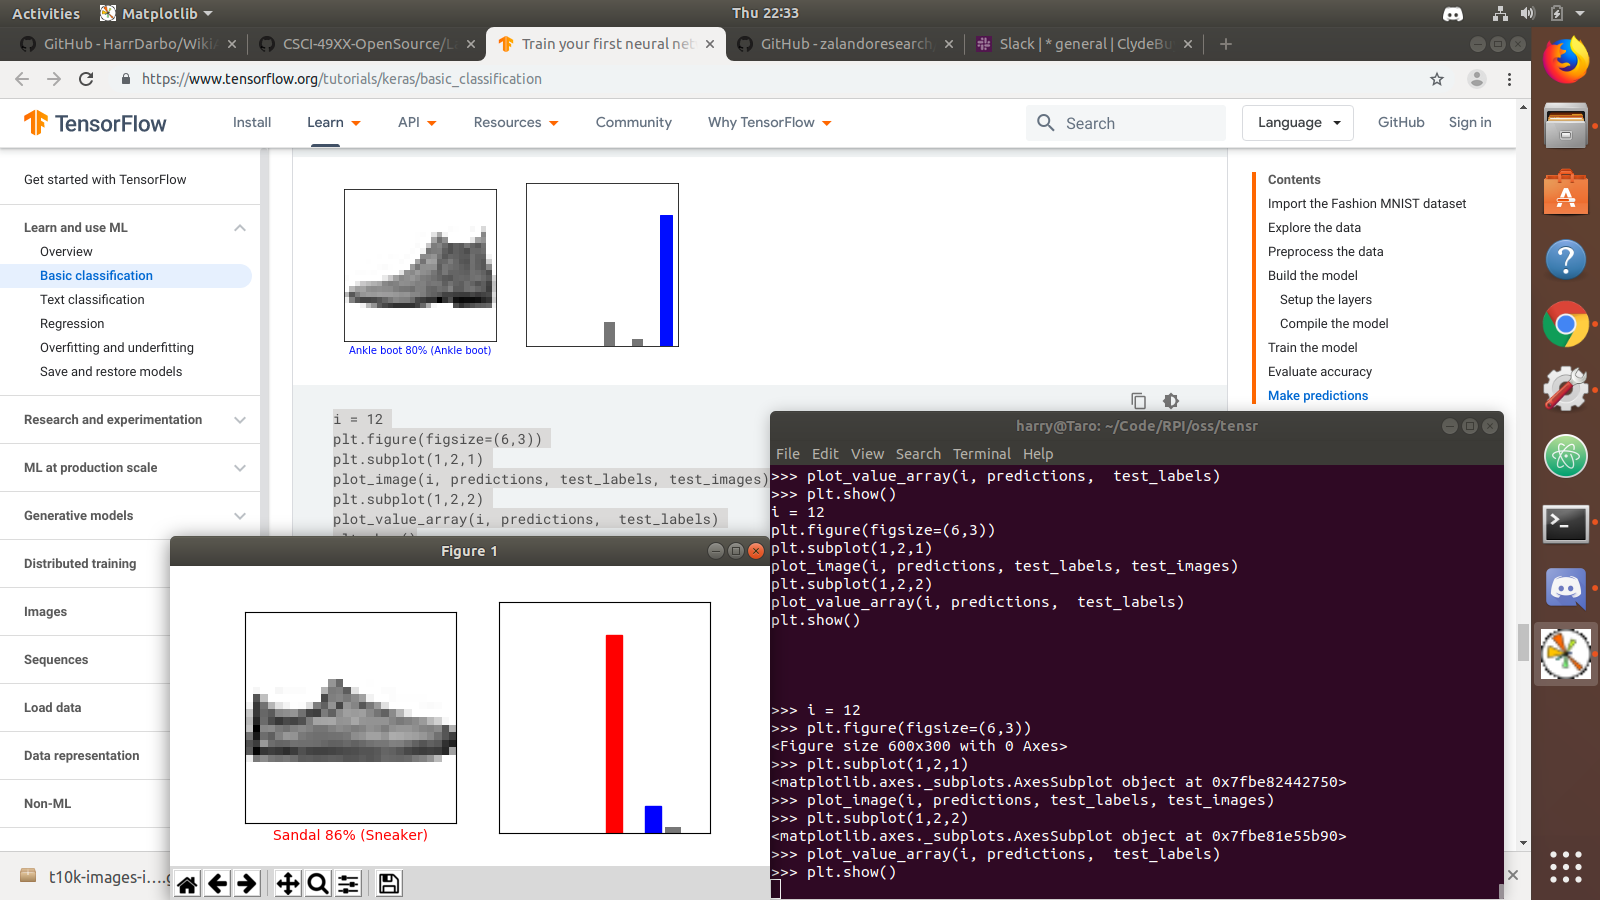 Activities
Matplotlib
Thu 22:33
GitHub - HarrDarbo/Wiki
CSCI-49XX-OpenSource/L
Train your first neural net
GitHub - zalandoresearch
Slack | * general | ClydeBu
https://www.tensorflow.org/tutorials/keras/basic_classification
TensorFlow
Install
Learn
API
Resources
Community
Why TensorFlow
Search
Language
GitHub
Sign in
Get started with TensorFlow
Learn and use ML
Overview
Basic classification
Text classification
Regression
Overfitting and underfitting
Save and restore models
Research and experimentation
ML at production scale
Generative models
Distributed training
Images
Sequences
Load data
Data representation
Non-ML
Ankle boot 80% (Ankle boot)
i = 12
plt.figure(figsize=(6,3))
plt.subplot(1,2,1)
plot_image(i, predictions, test_labels, test_images)
plt.subplot(1,2,2)
plot_value_array(i, predictions,  test_labels)
Contents
Import the Fashion MNIST dataset
Explore the data
Preprocess the data
Build the model
Setup the layers
Compile the model
Train the model
Evaluate accuracy
Make predictions
Figure 1
Sandal 86% (Sneaker)
harry@Taro: ~/Code/RPI/oss/tensr
File Edit View Search Terminal Help
>>> plot_value_array(i, predictions,  test_labels)
>>> plt.show()
i = 12
plt.figure(figsize=(6,3))
plt.subplot(1,2,1)
plot_image(i, predictions, test_labels, test_images)
plt.subplot(1,2,2)
plot_value_array(i, predictions,  test_labels)
plt.show()
>>> i = 12
>>> plt.figure(figsize=(6,3))
<Figure size 600x300 with 0 Axes>
>>> plt.subplot(1,2,1)
<matplotlib.axes._subplots.AxesSubplot object at 0x7fbe82442750>
>>> plot_image(i, predictions, test_labels, test_images)
>>> plt.subplot(1,2,2)
<matplotlib.axes._subplots.AxesSubplot object at 0x7fbe81e55b90>
>>> plot_value_array(i, predictions,  test_labels)
>>> plt.show()
t10k-images-i....g